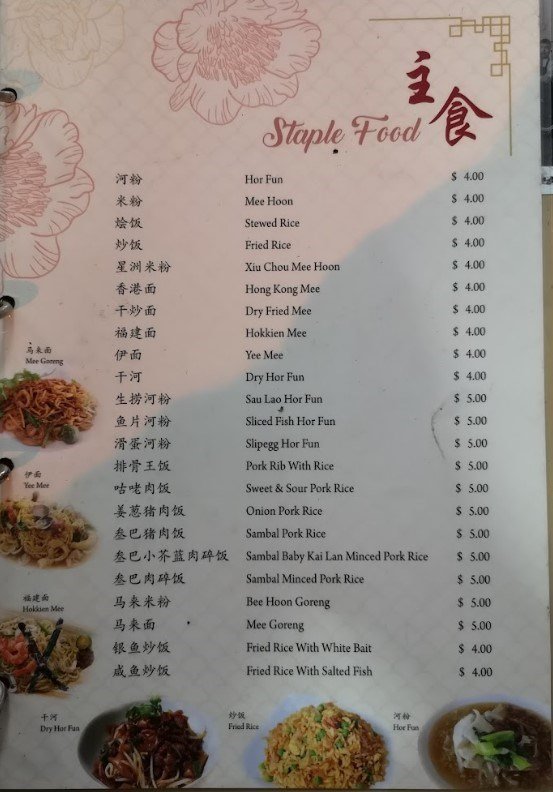 主食
Staple Food
河粉 Hor Fun $ 4.00
米粉 Mee Hoon $ 4.00
烩饭 Stewed Rice $ 4.00
炒饭 Fried Rice $ 4.00
星洲米粉 Xiu Chou Mee Hoon $ 4.00
香港面 Hong Kong Mee $ 4.00
干炒面 Dry Fried Mee $ 4.00
福建面 Hokkien Mee $ 4.00
伊面 Yee Mee $ 4.00
干河 Dry Hor Fun $ 4.00
生捞河粉 Sau Lao Hor Fun $ 5.00
鱼片河粉 Sliced Fish Hor Fun $ 5.00
滑蛋河粉 Slipegg Hor Fun $ 5.00
排骨王饭 Pork Rib With Rice $ 5.00
咕咾肉饭 Sweet & Sour Pork Rice $ 5.00
姜葱猪肉饭 Onion Pork Rice $ 5.00
叁巴猪肉饭 Sambal Pork Rice $ 5.00
叁巴小芥蓝肉碎饭 Sambal Baby Kai Lan Minced Pork Rice $ 5.00
叁巴肉碎饭 Sambal Minced Pork Rice $ 5.00
马来米粉 Bee Hoon Goreng $ 5.00
马来面 Mee Goreng $ 5.00
银鱼炒饭 Fried Rice With White Bait $ 4.00
咸鱼炒饭 Fried Rice With Salted Fish $ 4.00
马来面
Mee Goreng
伊面
Yee Mee
福建面
Hokkien Mee
干河
Dry Hor Fun
炒饭
Fried Rice
河粉
Hor Fun